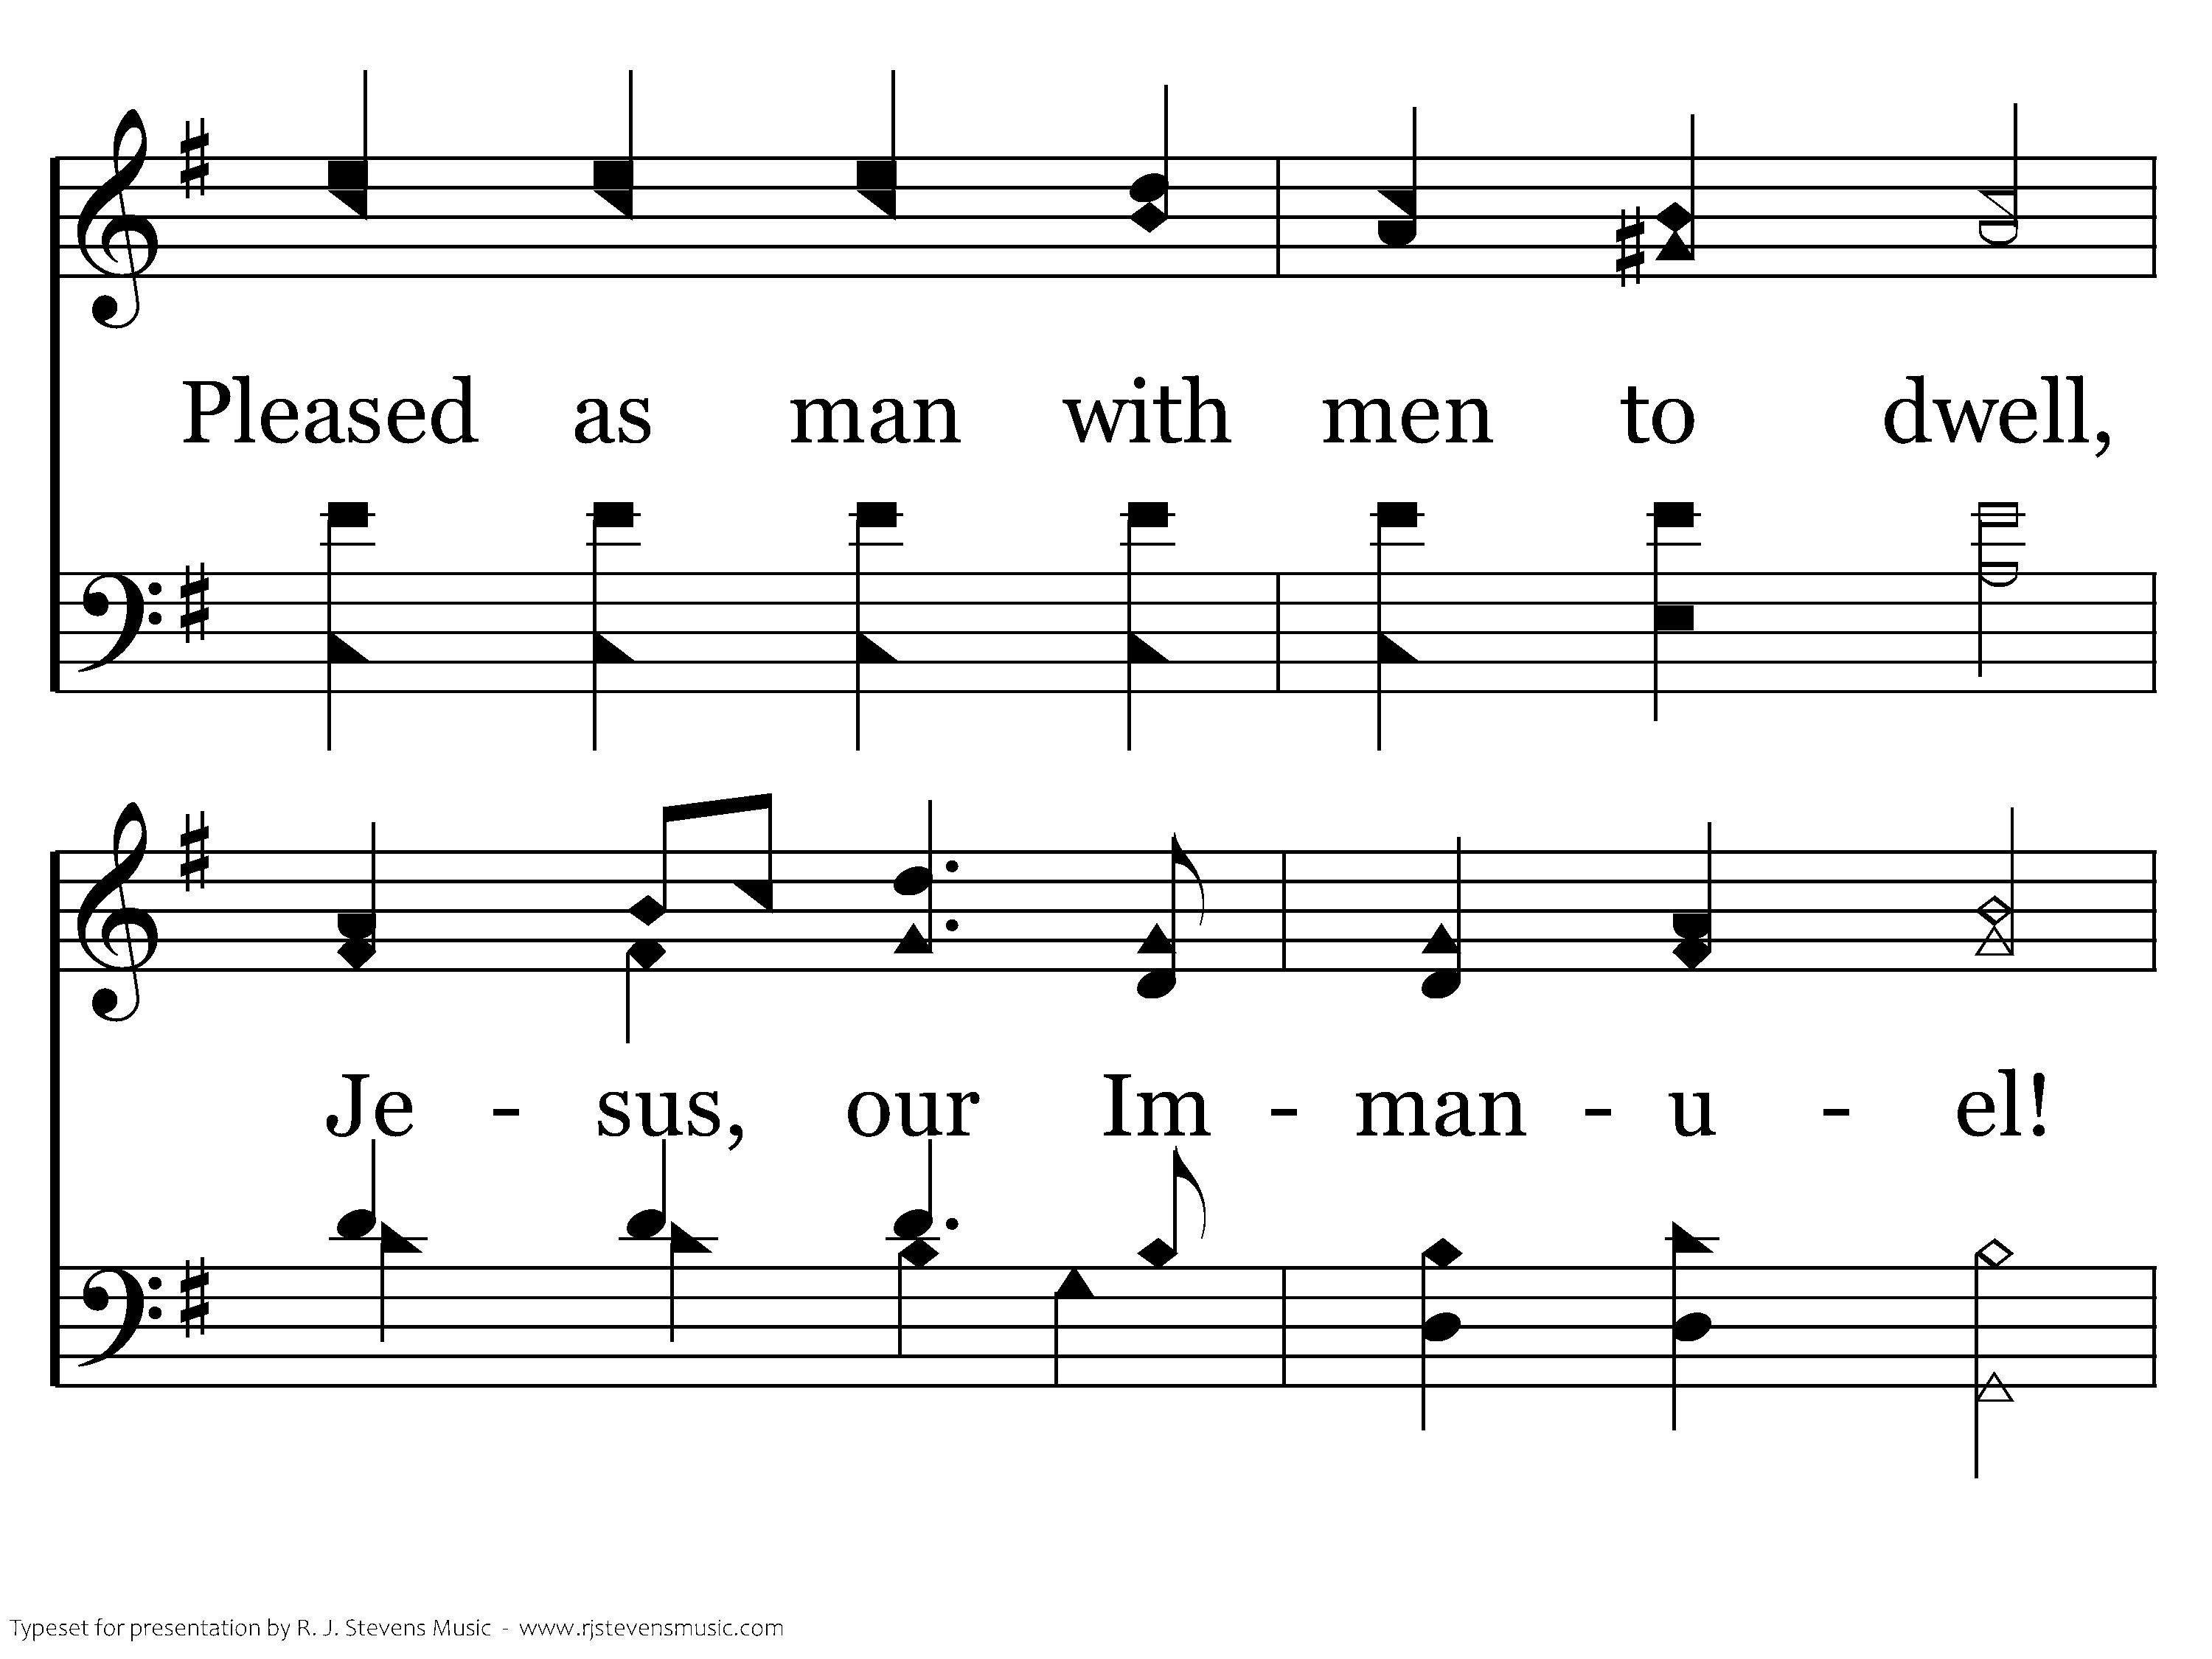 Pleased as man with men to dwell,
Je - sus, our Im - man - u - el!
Typeset for presentation by R. J. Stevens Music - www.rjstevensmusic.com